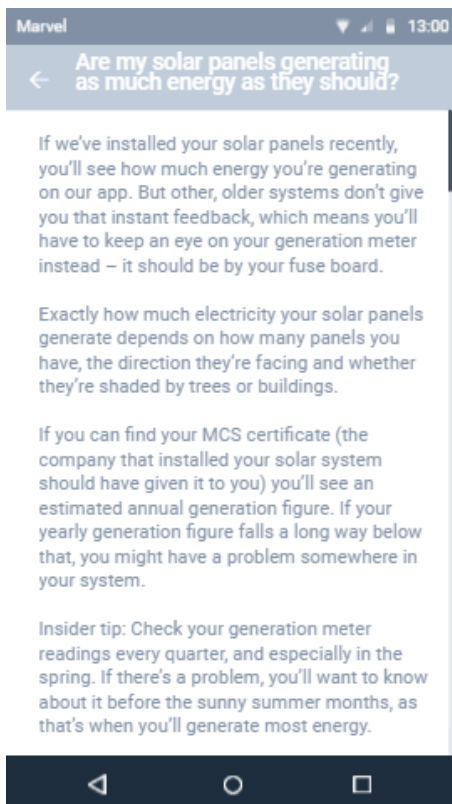 Marvel 13:00
Are my solar panels generating
as much energy as they should?
If we've installed your solar panels recently,
you'll see how much energy you're generating
on our app. But other, older systems don't give
you that instant feedback, which means you'll
have to keep an eye on your generation meter
instead – it should be by your fuse board.
Exactly how much electricity your solar panels
generate depends on how many panels you
have, the direction they're facing and whether
they're shaded by trees or buildings.
If you can find your MCS certificate (the
company that installed your solar system
should have given it to you) you'll see an
estimated annual generation figure. If your
yearly generation figure falls a long way below
that, you might have a problem somewhere in
your system.
Insider tip: Check your generation meter
readings every quarter, and especially in the
spring. If there's a problem, you'll want to know
about it before the sunny summer months, as
that's when you'll generate most energy.